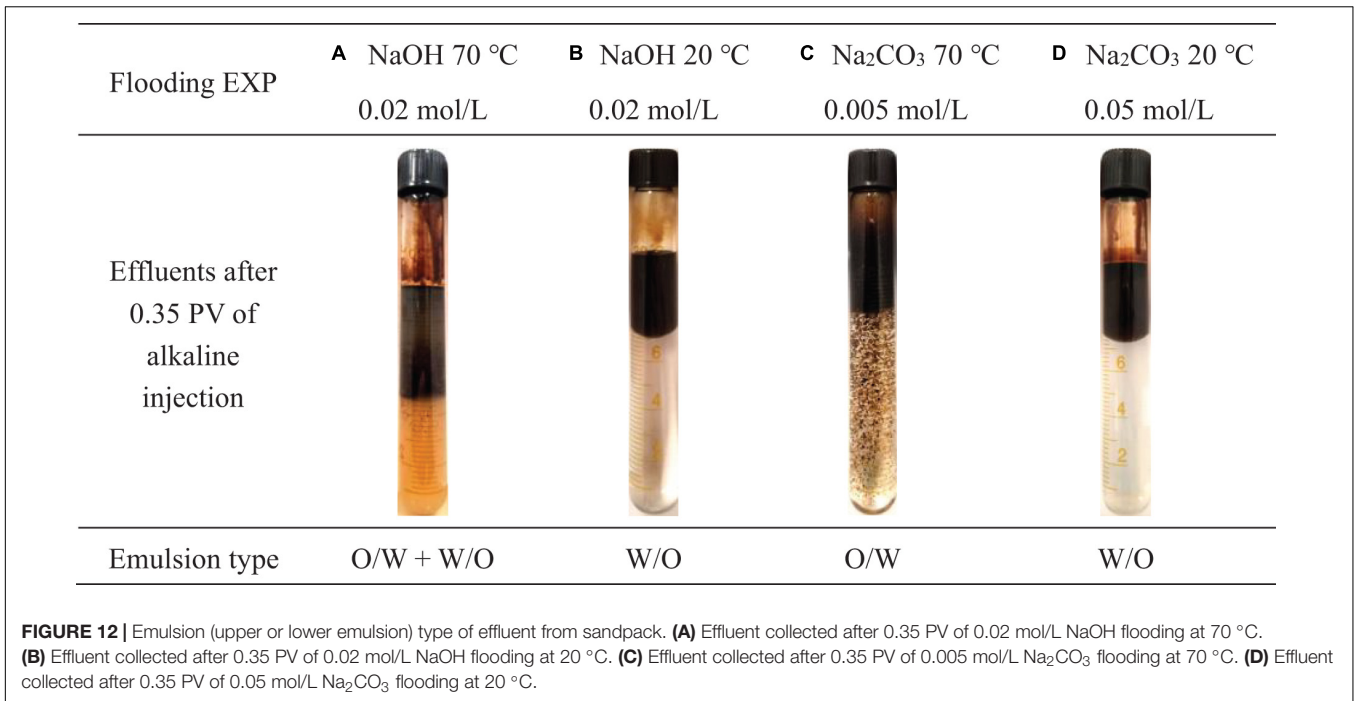 Flooding EXP
A NaOH 70 °C
0.02 mol/L
B NaOH 20 °C
0.02 mol/L
C Na₂CO₃ 70 °C
0.005 mol/L
D Na₂CO₃ 20 °C
0.05 mol/L
Effluents after
0.35 PV of
alkaline
injection
6
4
6
4
2
Emulsion type
O/W + W/O
W/O
O/W
W/O
FIGURE 12 | Emulsion (upper or lower emulsion) type of effluent from sandpack. (A) Effluent collected after 0.35 PV of 0.02 mol/L NaOH flooding at 70 °C.
(B) Effluent collected after 0.35 PV of 0.02 mol/L NaOH flooding at 20 °C. (C) Effluent collected after 0.35 PV of 0.005 mol/L Na₂CO₃ flooding at 70 °C. (D) Effluent
collected after 0.35 PV of 0.05 mol/L Na₂CO₃ flooding at 20 °C.